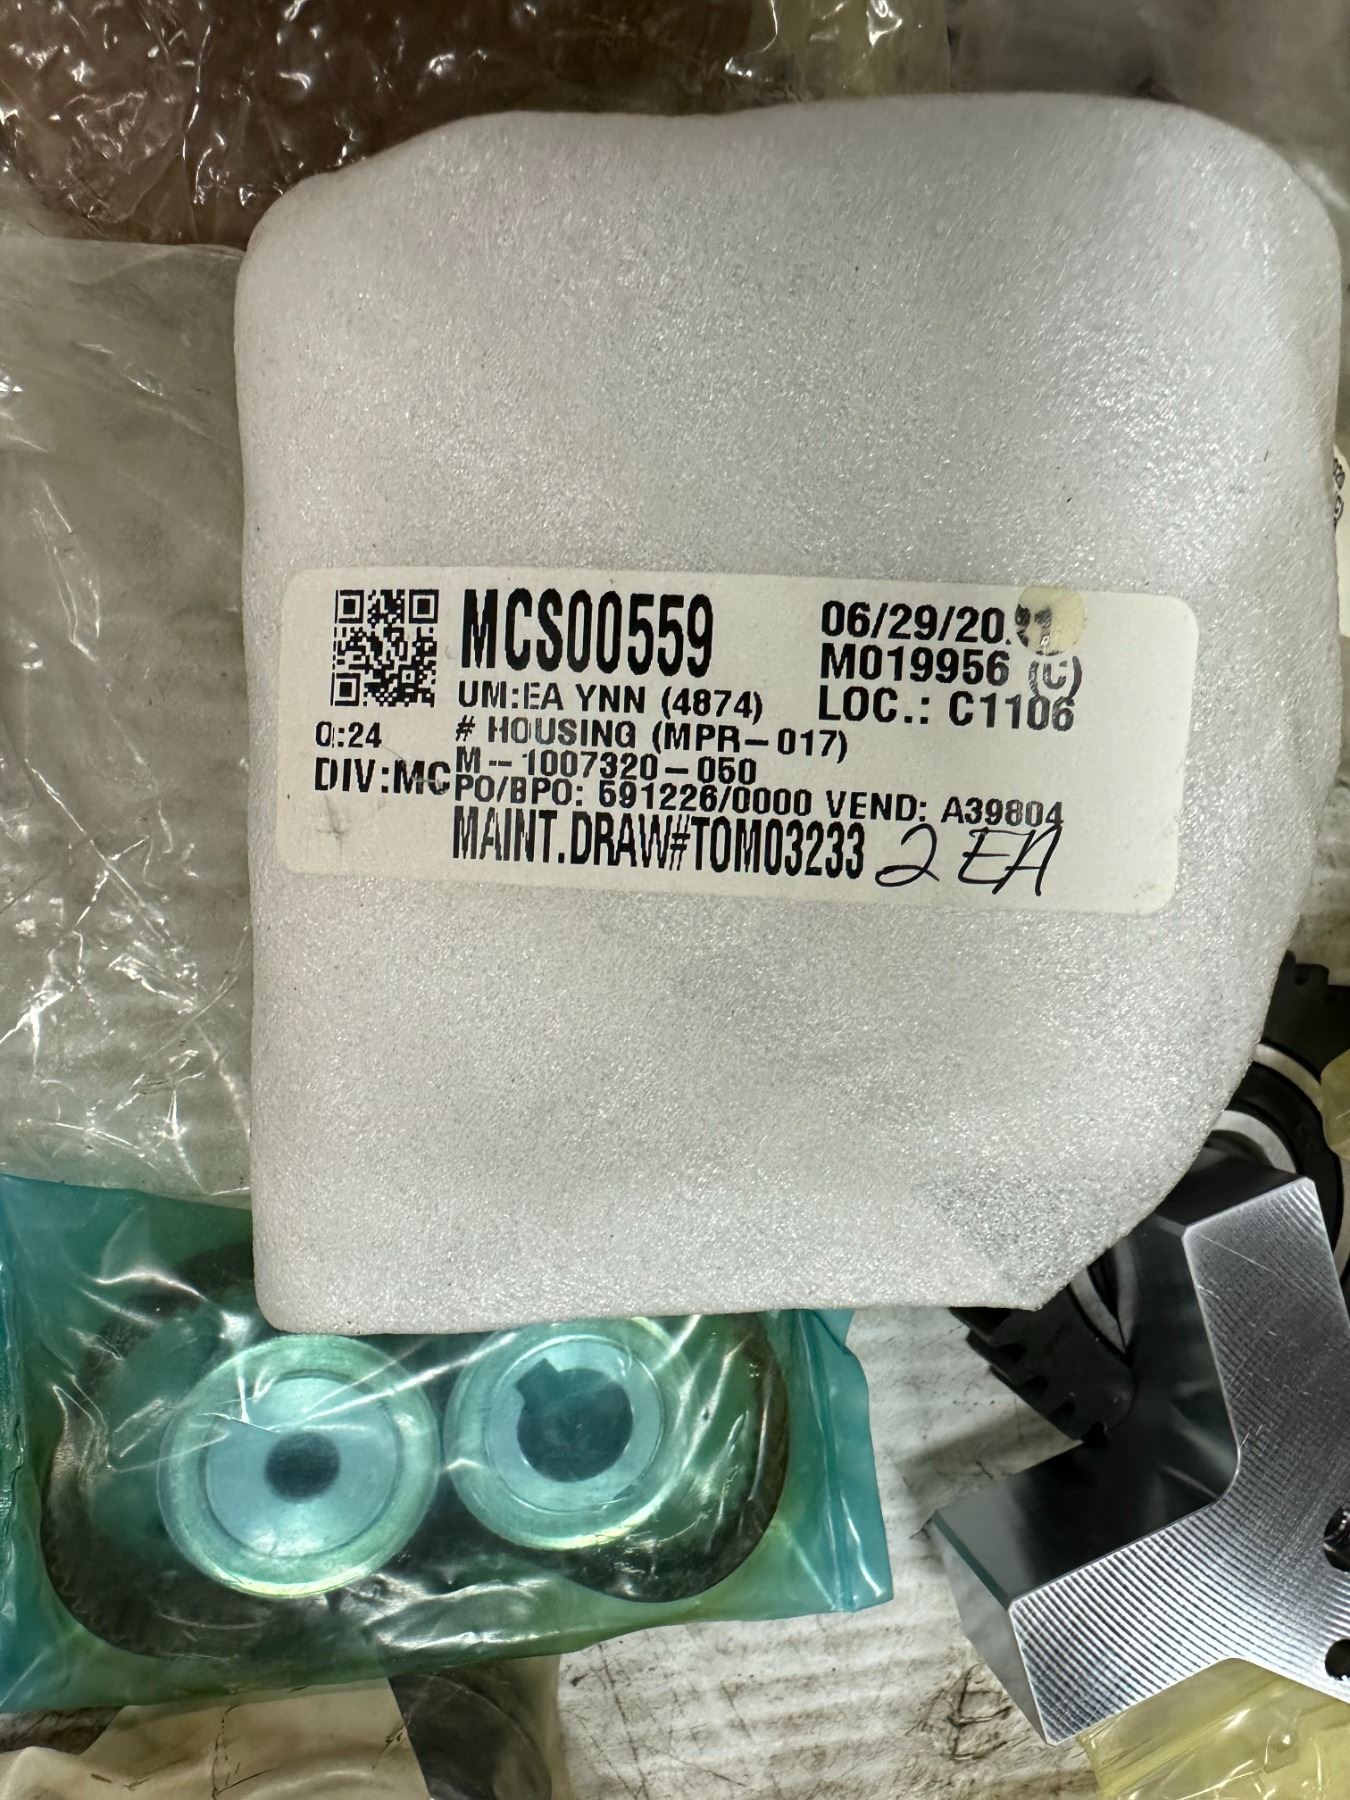 MCS00559
06/29/20
M019956 (C)
UM:EA YNN (4874)
LOC.: C1106
Q:24
# HOUSING (MPR-017)
DIV:MC
M-1007320-050
PO/BPO: 591226/0000 VEND: A39804
MAINT.DRAW#TOM03233 2 EA